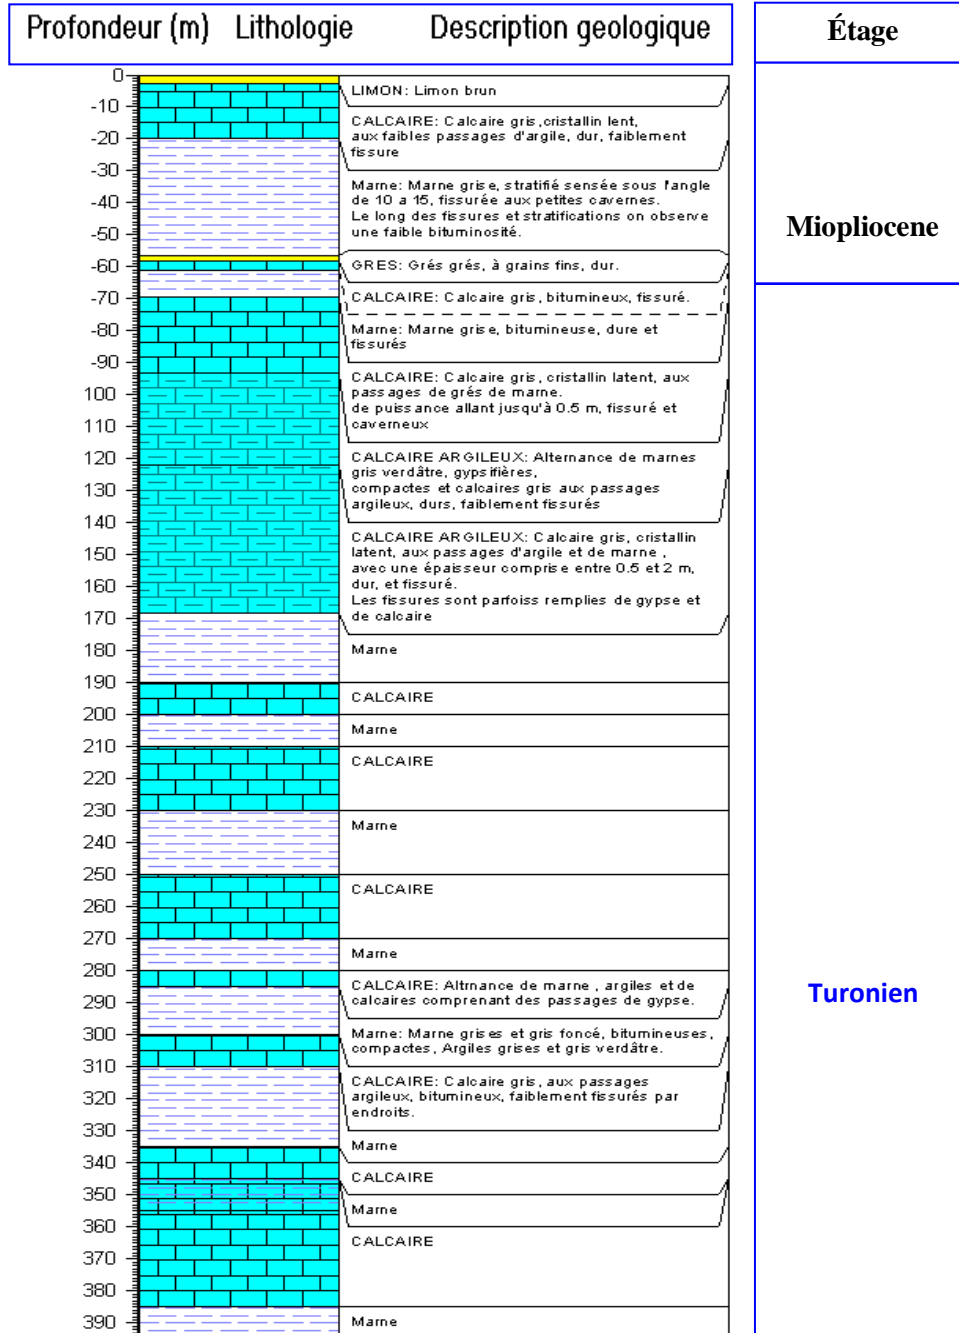 Profondeur (m) Lithologie Description geologique
Étage
0
-10
-20
-30
-40
-50
-60
-70
-80
-90
100
110
120
130
140
150
160
170
180
190
200
210
220
230
240
250
260
270
280
290
300
310
320
330
340
350
360
370
380
390
LIMON: Limon brun
CALCAIRE: Calcaire gris,cristallin lent,
aux faibles passages d'argile, dur, faiblement
fissure
Marne: Marne grise, stratifié sensée sous l'angle
de 10 a 15, fissurée aux petites cavernes.
Le long des fissures et stratifications on observe
une faible bituminosité.
GRES: Grés grés, à grains fins, dur.
CALCAIRE: Calcaire gris, bitumineux, fissuré.
Marne: Marne grise, bitumineuse, dure et
fissurés
CALCAIRE: Calcaire gris, cristallin latent, aux
passages de grés de marne.
de puissance allant jusqu'à 0.5 m, fissuré et
caverneux
CALCAIRE ARGILEUX: Alternance de marnes
gris verdâtre, gypsifières,
compactes et calcaires gris aux passages
argileux, durs, faiblement fissurés
CALCAIRE ARGILEUX: Calcaire gris, cristallin
latent, aux passages d'argile et de marne ,
avec une épaisseur comprise entre 0.5 et 2 m,
dur, et fissuré.
Les fissures sont parfoiss remplies de gypse et
de calcaire
Marne
CALCAIRE
Marne
CALCAIRE
Marne
CALCAIRE
Marne
CALCAIRE: Altrnance de marne , argiles et de
calcaires comprenant des passages de gypse.
Marne: Marne grises et gris foncé, bitumineuses,
compactes, Argiles grises et gris verdâtre.
CALCAIRE: Calcaire gris, aux passages
argileux, bitumineux, faiblement fissurés par
endroits.
Marne
CALCAIRE
Marne
CALCAIRE
Marne
Miopliocene
Turonien